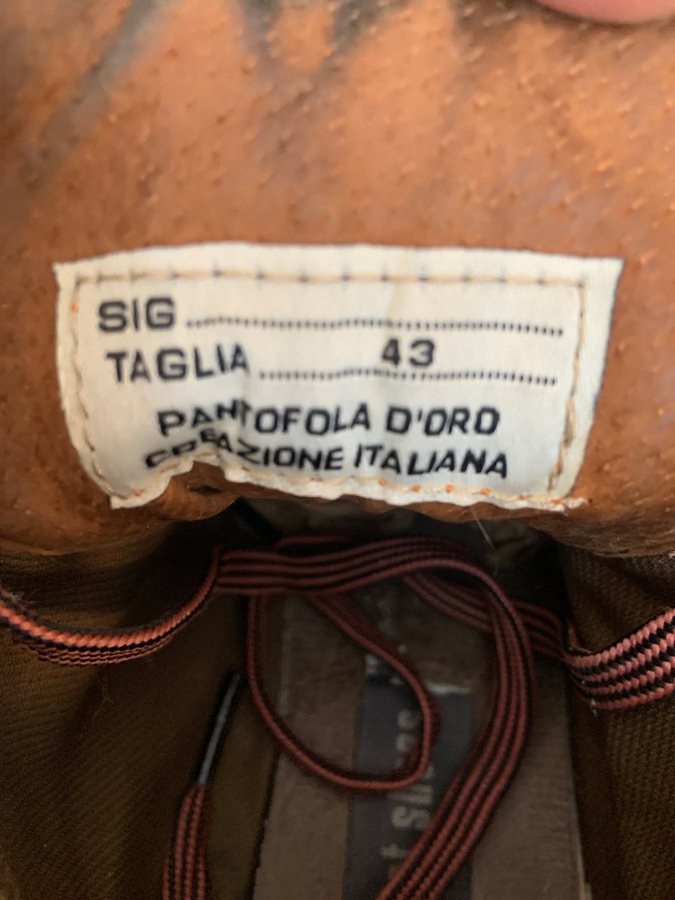 SIG
TAGLIA 43
PANTOFOLA D'ORO
CREAZIONE ITALIANA